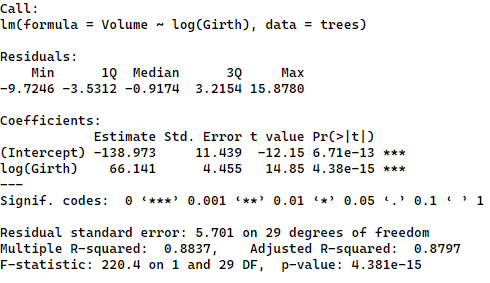 Call:
lm(formula = Volume ~ log(Girth), data = trees)
Residuals:
    Min      1Q  Median      3Q     Max
-9.7246 -3.5312 -0.9174  3.2154 15.8780
Coefficients:
            Estimate Std. Error t value Pr(>|t|)
(Intercept) -138.973     11.439  -12.15 6.71e-13 ***
log(Girth)    66.141      4.455   14.85 4.38e-15 ***
---
Signif. codes:  0 ‘***’ 0.001 ‘**’ 0.01 ‘*’ 0.05 ‘.’ 0.1 ‘ ’ 1
Residual standard error: 5.701 on 29 degrees of freedom
Multiple R-squared:  0.8837,    Adjusted R-squared:  0.8797
F-statistic: 220.4 on 1 and 29 DF,  p-value: 4.381e-15